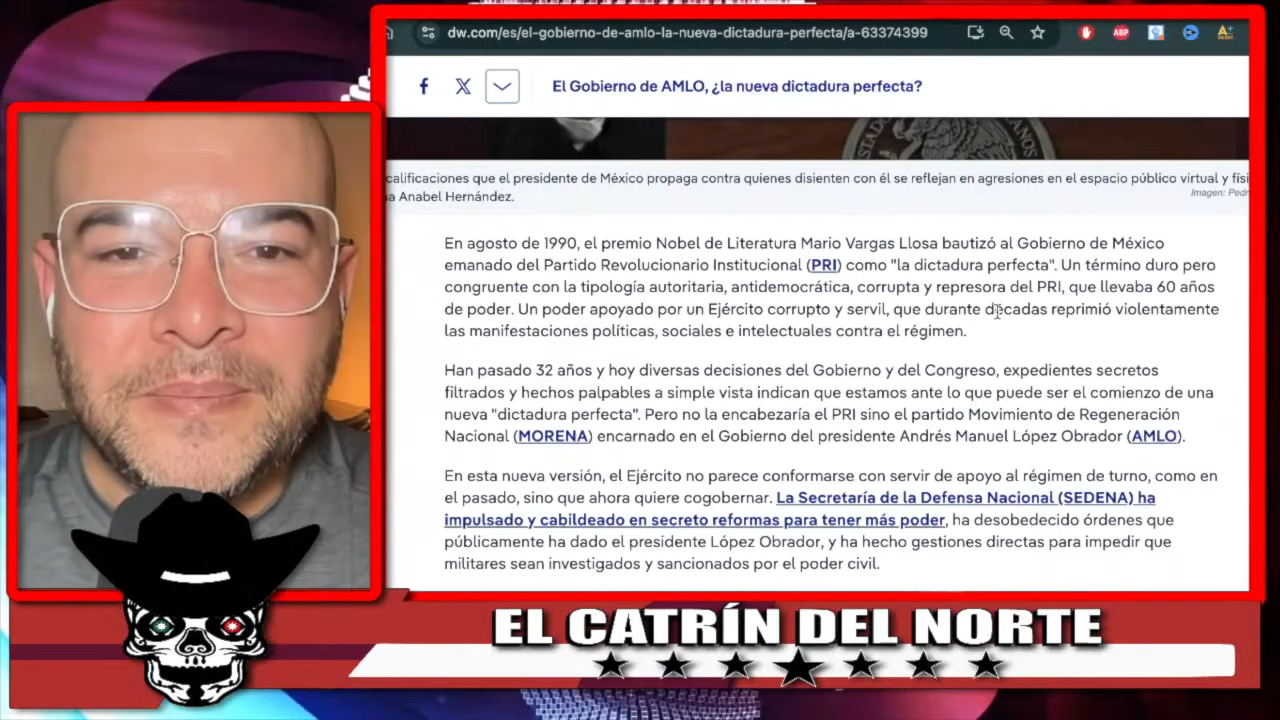 dw.com/es/el-gobierno-de-amlo-la-nueva-dictadura-perfecta/a-63374399
ABP
A+
El Gobierno de AMLO, ¿la nueva dictadura perfecta?
calificaciones que el presidente de México propaga contra quienes disienten con él se reflejan en agresiones en el espacio público virtual y físi
a Anabel Hernández.
Imagen: Pedr
En agosto de 1990, el premio Nobel de Literatura Mario Vargas Llosa bautizó al Gobierno de México
emanado del Partido Revolucionario Institucional (PRI) como "la dictadura perfecta". Un término duro pero
congruente con la tipología autoritaria, antidemocrática, corrupta y represora del PRI, que llevaba 60 años
de poder. Un poder apoyado por un Ejército corrupto y servil, que durante décadas reprimió violentamente
las manifestaciones políticas, sociales e intelectuales contra el régimen.
Han pasado 32 años y hoy diversas decisiones del Gobierno y del Congreso, expedientes secretos
filtrados y hechos palpables a simple vista indican que estamos ante lo que puede ser el comienzo de una
nueva "dictadura perfecta". Pero no la encabezaría el PRI sino el partido Movimiento de Regeneración
Nacional (MORENA) encarnado en el Gobierno del presidente Andrés Manuel López Obrador (AMLO).
En esta nueva versión, el Ejército no parece conformarse con servir de apoyo al régimen de turno, como en
el pasado, sino que ahora quiere cogobernar. La Secretaría de la Defensa Nacional (SEDENA) ha
impulsado y cabildeado en secreto reformas para tener más poder, ha desobedecido órdenes que
públicamente ha dado el presidente López Obrador, y ha hecho gestiones directas para impedir que
militares sean investigados y sancionados por el poder civil.
EL CATRÍN DEL NORTE